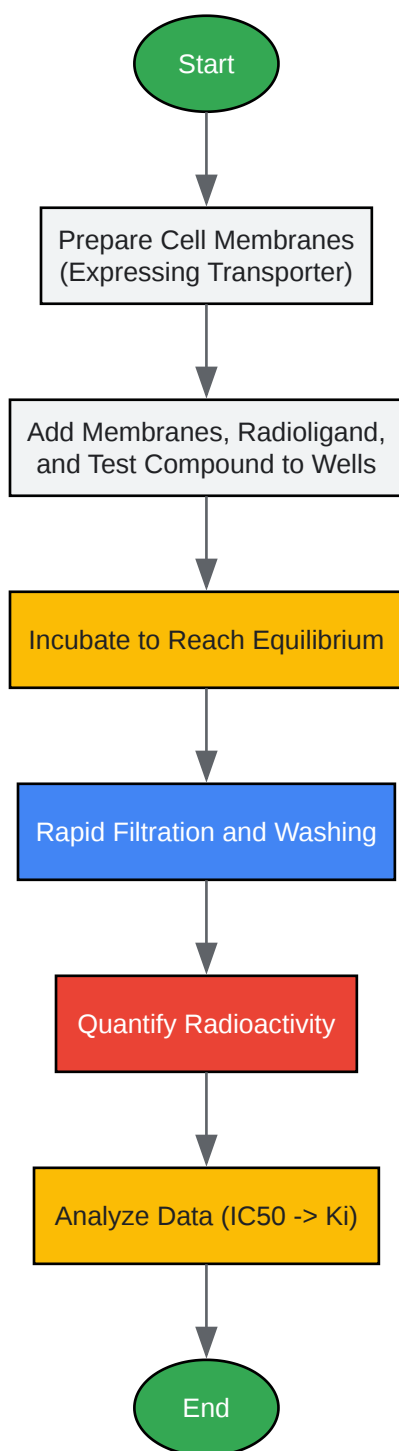 Start
Prepare Cell Membranes
(Expressing Transporter)
Add Membranes, Radioligand,
and Test Compound to Wells
Incubate to Reach Equilibrium
Rapid Filtration and Washing
Quantify Radioactivity
Analyze Data (IC50 -> Ki)
End